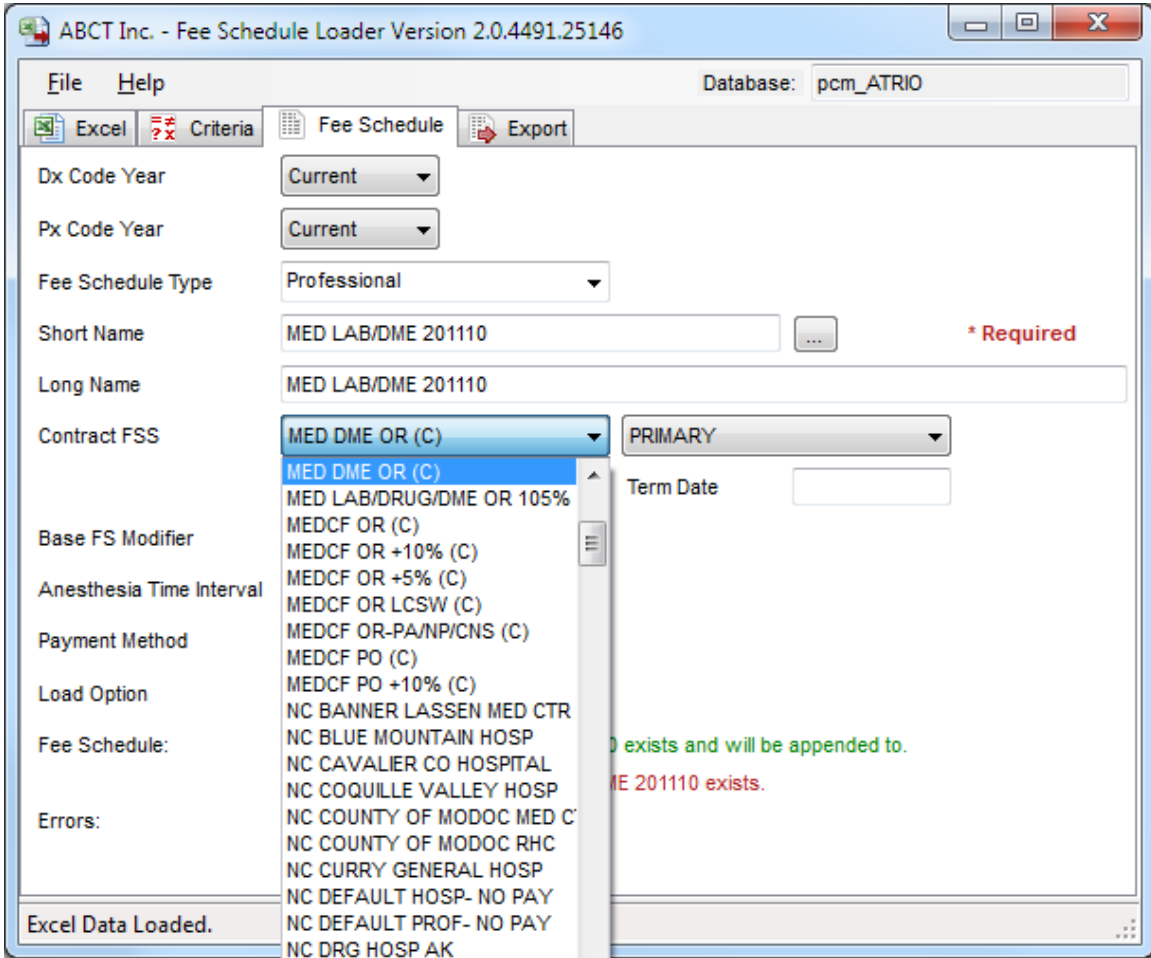 ABCT Inc. - Fee Schedule Loader Version 2.0.4491.25146
File Help Database: pcm_ATRIO
Excel Criteria Fee Schedule Export
Dx Code Year Current
Px Code Year Current
Fee Schedule Type Professional
Short Name MED LAB/DME 201110 ... * Required
Long Name MED LAB/DME 201110
Contract FSS MED DME OR (C) PRIMARY
MED DME OR (C)
Term Date
MED LAB/DRUG/DME OR 105%
MEDCF OR (C)
Base FS Modifier
MEDCF OR +10% (C)
MEDCF OR +5% (C)
Anesthesia Time Interval
MEDCF OR LCSW (C)
MEDCF OR-PA/NP/CNS (C)
Payment Method
MEDCF PO (C)
MEDCF PO +10% (C)
Load Option
NC BANNER LASSEN MED CTR
NC BLUE MOUNTAIN HOSP
Fee Schedule: exists and will be appended to.
NC CAVALIER CO HOSPITAL
NC COQUILLE VALLEY HOSP
ME 201110 exists.
NC COUNTY OF MODOC MED CT
Errors:
NC COUNTY OF MODOC RHC
NC CURRY GENERAL HOSP
NC DEFAULT HOSP- NO PAY
NC DEFAULT PROF- NO PAY
Excel Data Loaded.
NC DRG HOSP AK